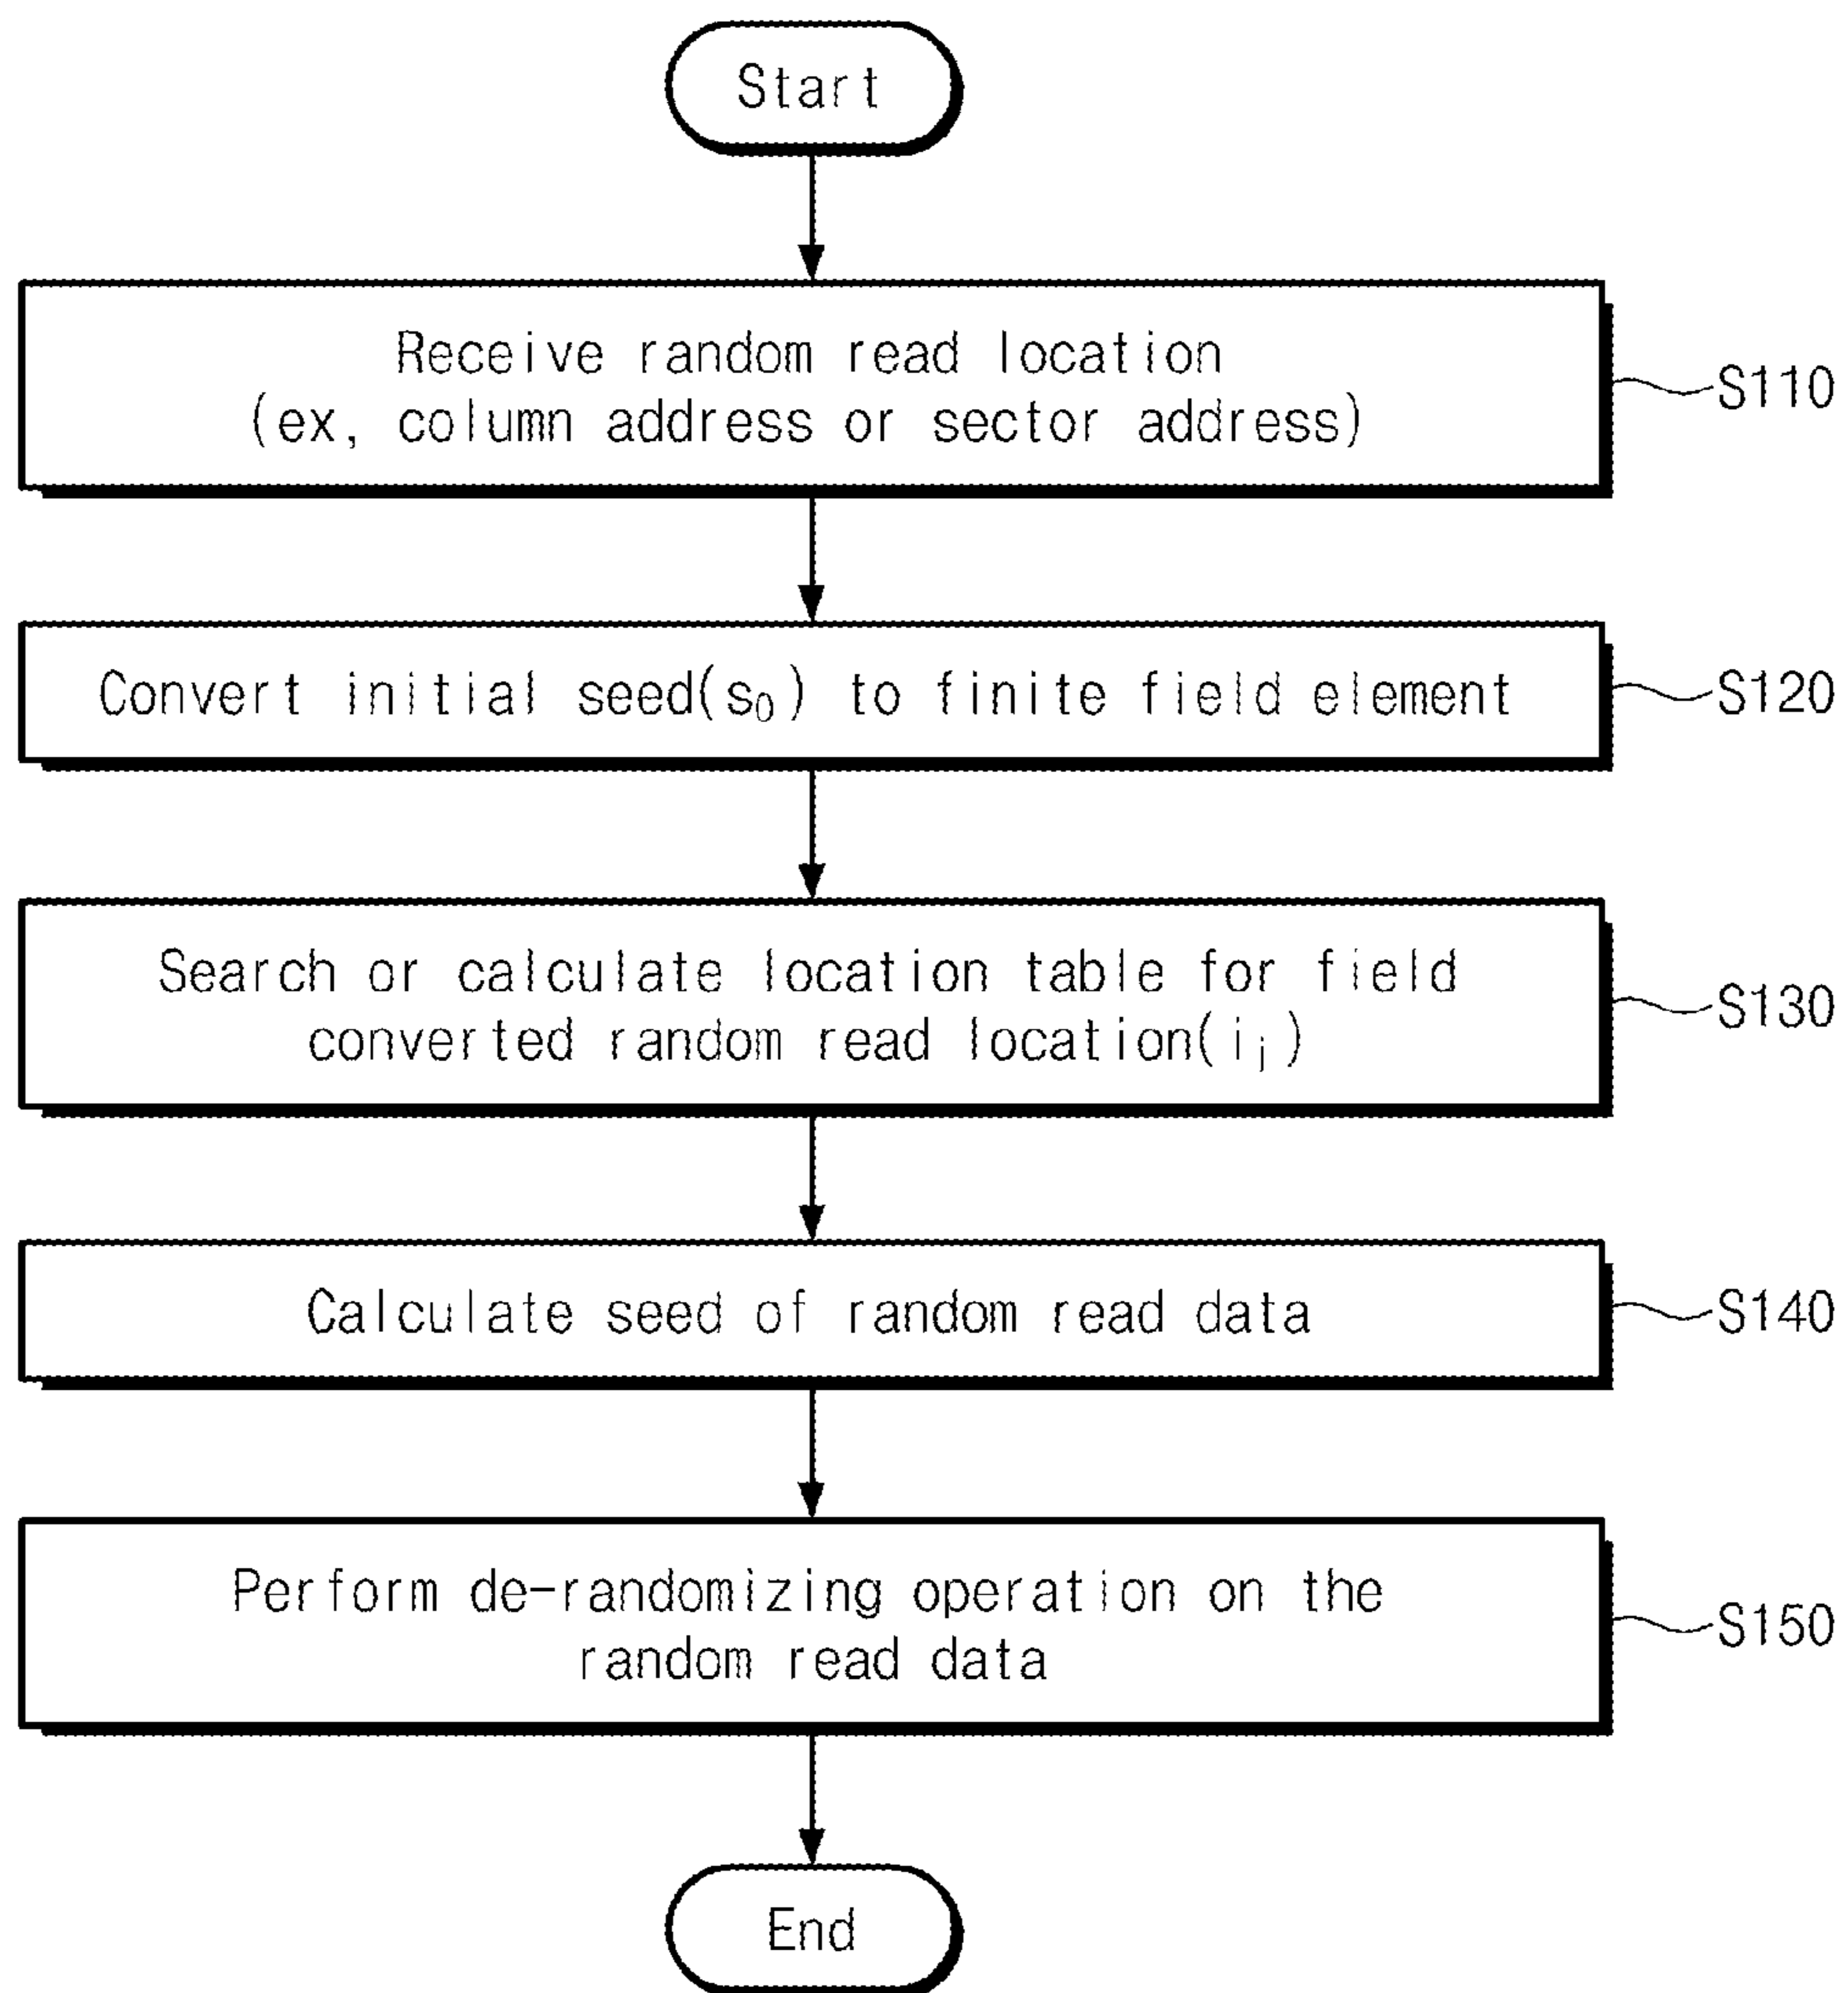 Start
Receive random read location
(ex, column address or sector address)
S110
Convert initial seed(s₀) to finite field element
S120
Search or calculate location table for field
converted random read location(iⱼ)
S130
Calculate seed of random read data
S140
Perform de-randomizing operation on the
random read data
S150
End